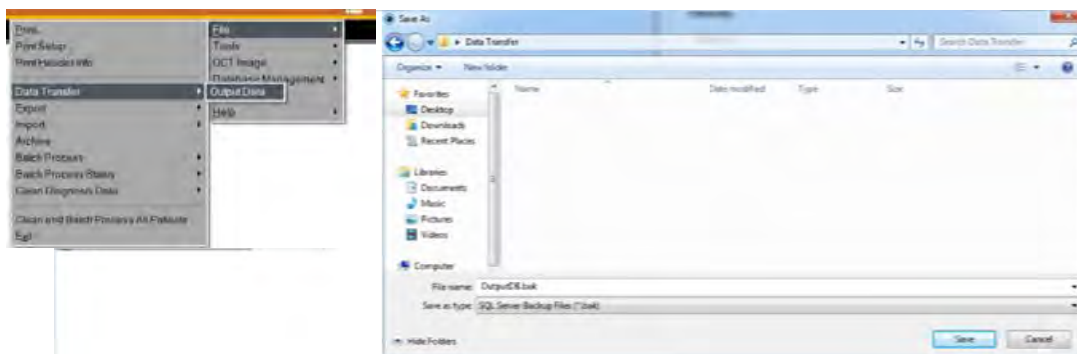 Print
Print Setup
Print Header Info
Data Transfer
Export
Import
Archive
Batch Process
Batch Process Status
Clean Diagnosis Data
Clean and Batch Process All Patients
Exit
File
Tools
OCT Image
Database Management
Output Data
Help
Save As
Data Transfer
Search Data Transfer
Organize New folder
Favorites
Desktop
Downloads
Recent Places
Libraries
Documents
Music
Pictures
Videos
Computer
Name Date modified Type Size
File name: OutputDB.bak
Save as type: SQL Server Backup Files (*.bak)
Hide Folders
Save Cancel